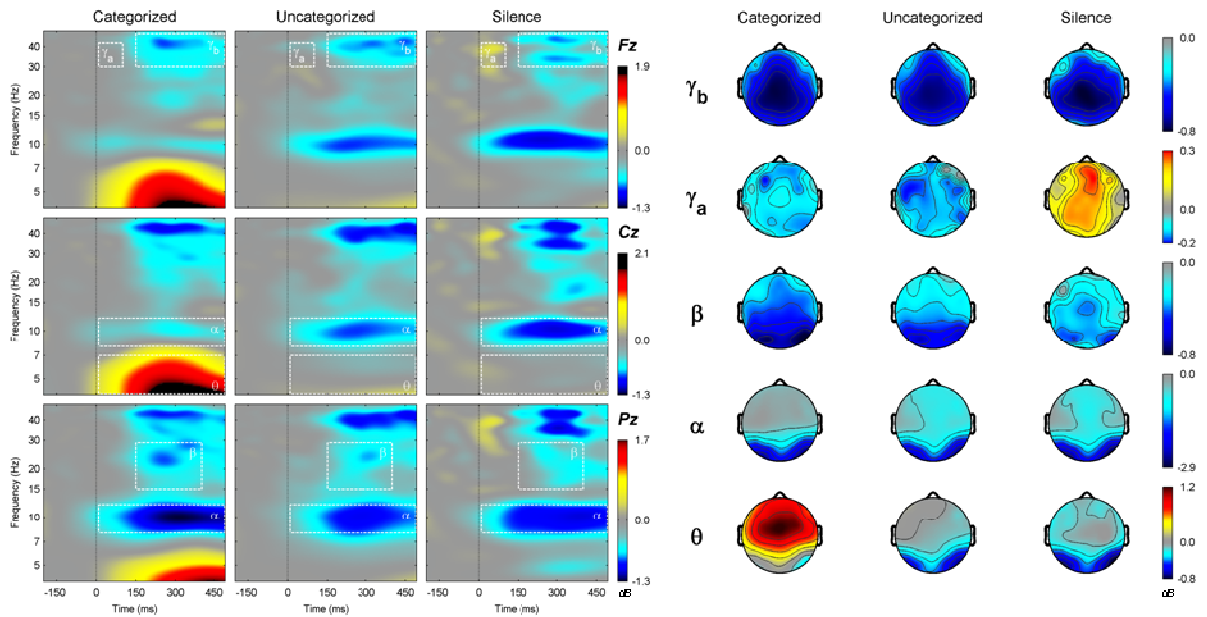 Categorized Uncategorized Silence
Fz
γa γb γa γb γa γb
Frequency (Hz)
40
30
20
15
10
7
5
1.9
0.0
-1.3
Cz
α α α
θ θ θ
Frequency (Hz)
40
30
20
15
10
7
5
2.1
0.0
-1.3
Pz
β β β
α α α
Frequency (Hz)
40
30
20
15
10
7
5
1.7
0.0
-1.3
dB
-150 0 150 300 450 -150 0 150 300 450 -150 0 150 300 450
Time (ms) Time (ms) Time (ms)
Categorized Uncategorized Silence
γb
0.0
-0.8
γa
0.3
0.0
-0.2
β
0.0
-0.8
α
0.0
-2.9
θ
1.2
0.0
-0.8
dB